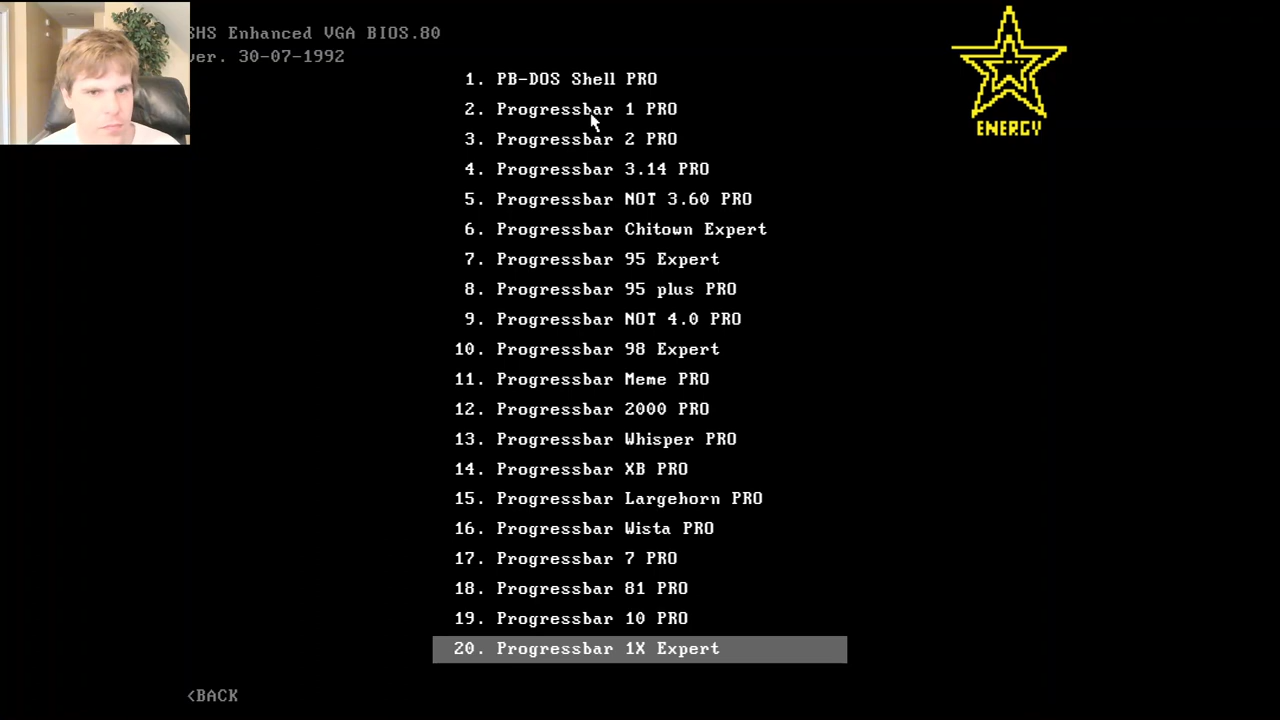 SHS Enhanced VGA BIOS.80
ver. 30-07-1992
ENERGY
1. PB-DOS Shell PRO
2. Progressbar 1 PRO
3. Progressbar 2 PRO
4. Progressbar 3.14 PRO
5. Progressbar NOT 3.60 PRO
6. Progressbar Chitown Expert
7. Progressbar 95 Expert
8. Progressbar 95 plus PRO
9. Progressbar NOT 4.0 PRO
10. Progressbar 98 Expert
11. Progressbar Meme PRO
12. Progressbar 2000 PRO
13. Progressbar Whisper PRO
14. Progressbar XB PRO
15. Progressbar Largehorn PRO
16. Progressbar Wista PRO
17. Progressbar 7 PRO
18. Progressbar 81 PRO
19. Progressbar 10 PRO
20. Progressbar 1X Expert
<BACK